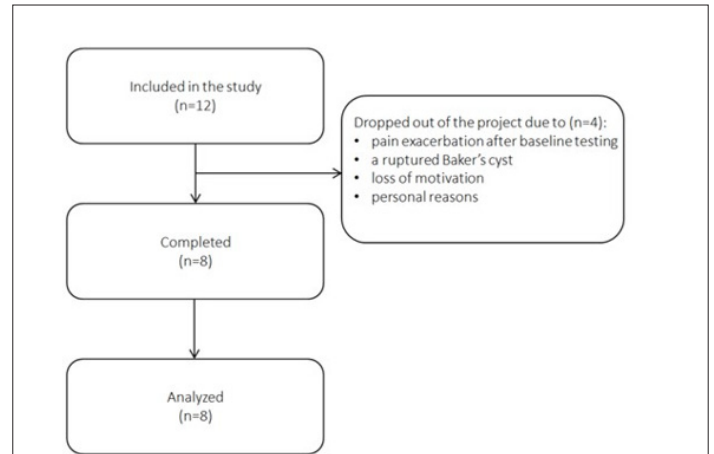 Included in the study
(n=12)
Dropped out of the project due to (n=4):
• pain exacerbation after baseline testing
• a ruptured Baker's cyst
• loss of motivation
• personal reasons
Completed
(n=8)
Analyzed
(n=8)